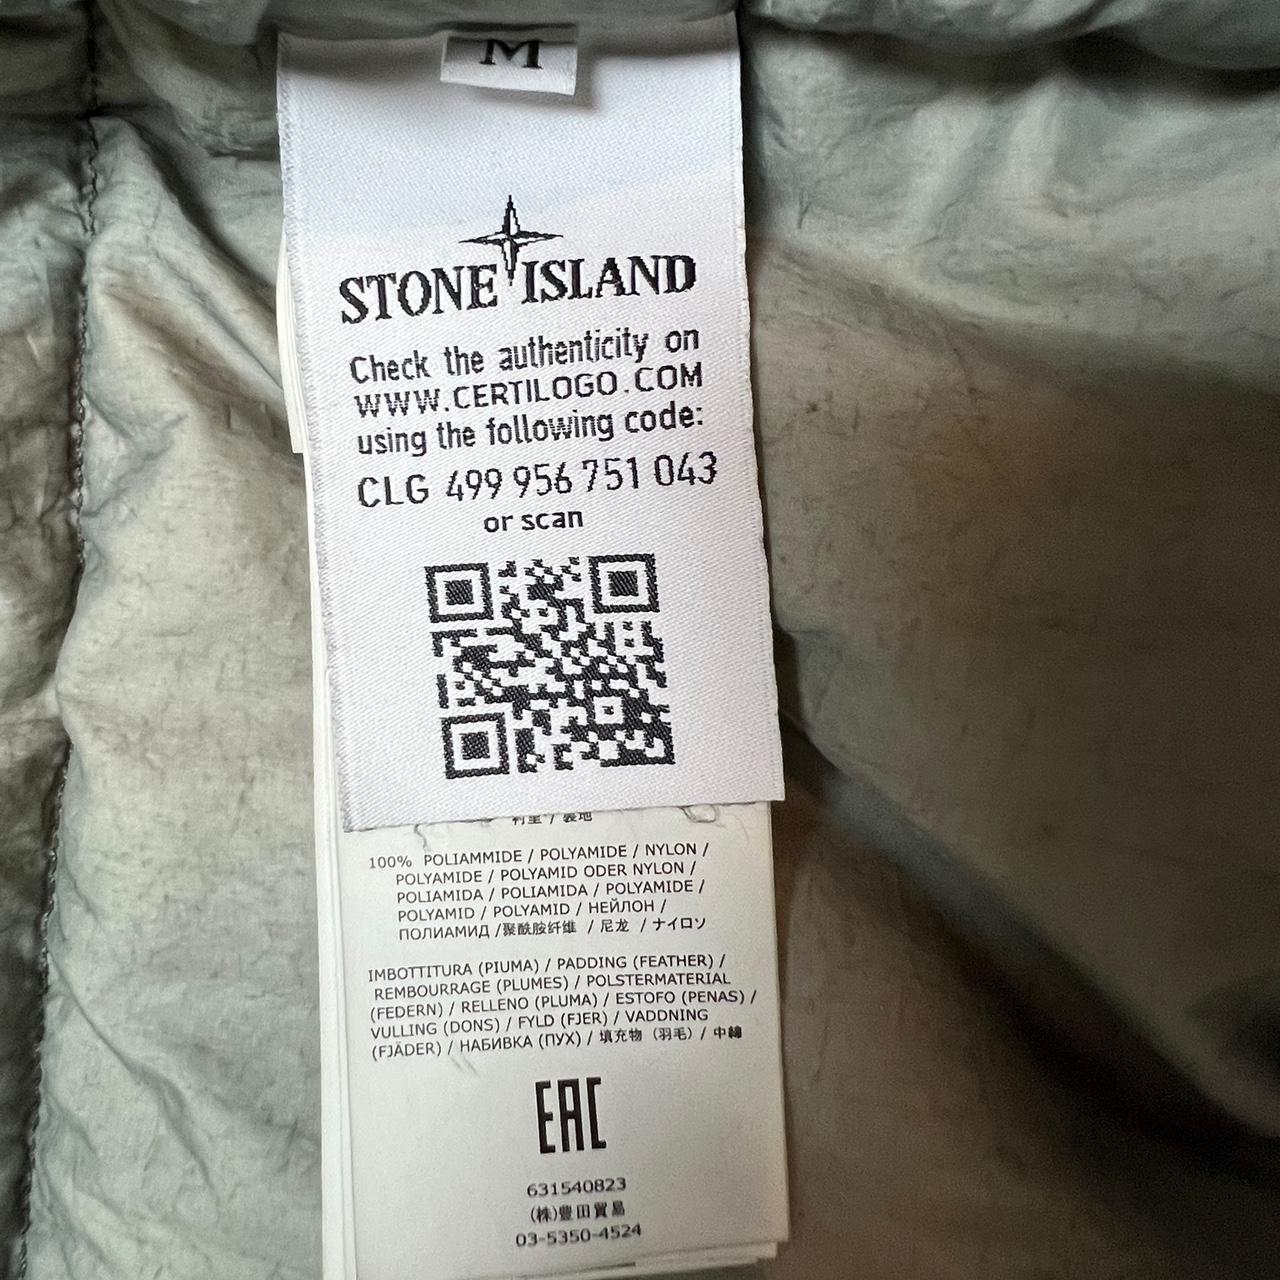 M
STONE ISLAND
Check the authenticity on
WWW.CERTILOGO.COM
using the following code:
CLG 499 956 751 043
or scan
100% POLIAMMIDE / POLYAMIDE / NYLON /
POLYAMIDE / POLYAMID ODER NYLON /
POLIAMIDA / POLIAMIDA / POLYAMIDE /
POLYAMID / POLYAMID / НЕЙЛОН /
ПОЛИАМИД /聚酰胺纤维 / 尼龙 / ナイロン
IMBOTTITURA (PIUMA) / PADDING (FEATHER) /
REMBOURRAGE (PLUMES) / POLSTERMATERIAL
(FEDERN) / RELLENO (PLUMA) / ESTOFO (PENAS) /
VULLING (DONS) / FYLD (FJER) / VADDNING
(FJÄDER) / НАБИВКА (ПУХ) / 填充物 (羽毛) / 中綿
EAC
631540823
(株)豊田貿易
03-5350-4524